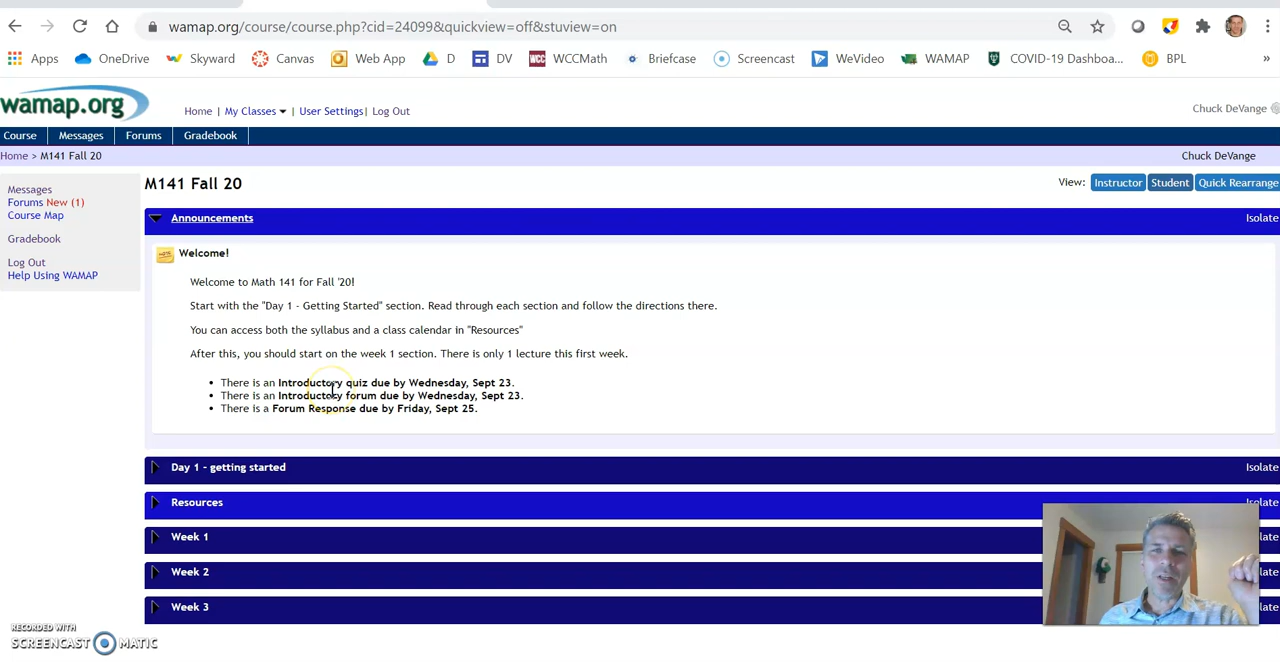 wamap.org/course/course.php?cid=24099&quickview=off&stuview=on
Apps OneDrive Skyward Canvas Web App D DV WCCMath Briefcase Screencast WeVideo WAMAP COVID-19 Dashboa... BPL »
wamap.org Home | My Classes | User Settings | Log Out Chuck DeVange
Course Messages Forums Gradebook
Home > M141 Fall 20 Chuck DeVange
Messages
Forums New (1)
Course Map
Gradebook
Log Out
Help Using WAMAP
M141 Fall 20 View: Instructor Student Quick Rearrange
Announcements Isolate
Welcome!
Welcome to Math 141 for Fall '20!
Start with the "Day 1 - Getting Started" section. Read through each section and follow the directions there.
You can access both the syllabus and a class calendar in "Resources"
After this, you should start on the week 1 section. There is only 1 lecture this first week.
• There is an Introductory quiz due by Wednesday, Sept 23.
• There is an Introductory forum due by Wednesday, Sept 23.
• There is a Forum Response due by Friday, Sept 25.
Day 1 - getting started Isolate
Resources Isolate
Week 1
Week 2
Week 3
RECORDED WITH
SCREENCAST MATIC